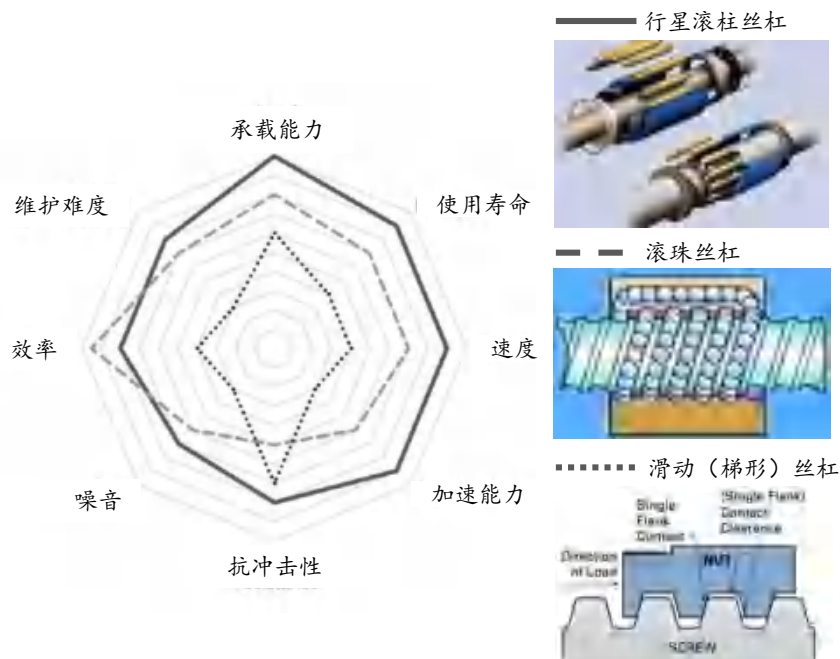 行星滚柱丝杠
承载能力
维护难度
使用寿命
滚珠丝杠
效率
速度
噪音
加速能力
抗冲击性
滑动（梯形）丝杠
Single
Flank
Contact
(Single Flank)
Contact
Clearance
Direction
of Load
NUT
SCREW